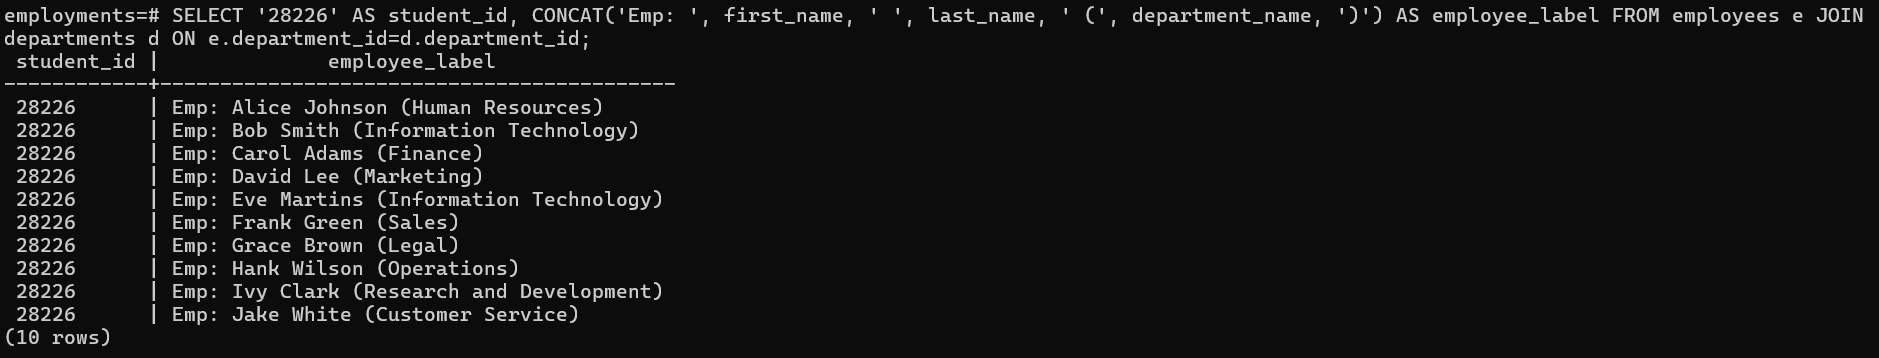 employments=# SELECT '28226' AS student_id, CONCAT('Emp: ', first_name, ' ', last_name, ' (', department_name, ')') AS employee_label FROM employees e JOIN
departments d ON e.department_id=d.department_id;
 student_id |              employee_label
------------+-------------------------------------------
 28226      | Emp: Alice Johnson (Human Resources)
 28226      | Emp: Bob Smith (Information Technology)
 28226      | Emp: Carol Adams (Finance)
 28226      | Emp: David Lee (Marketing)
 28226      | Emp: Eve Martins (Information Technology)
 28226      | Emp: Frank Green (Sales)
 28226      | Emp: Grace Brown (Legal)
 28226      | Emp: Hank Wilson (Operations)
 28226      | Emp: Ivy Clark (Research and Development)
 28226      | Emp: Jake White (Customer Service)
(10 rows)